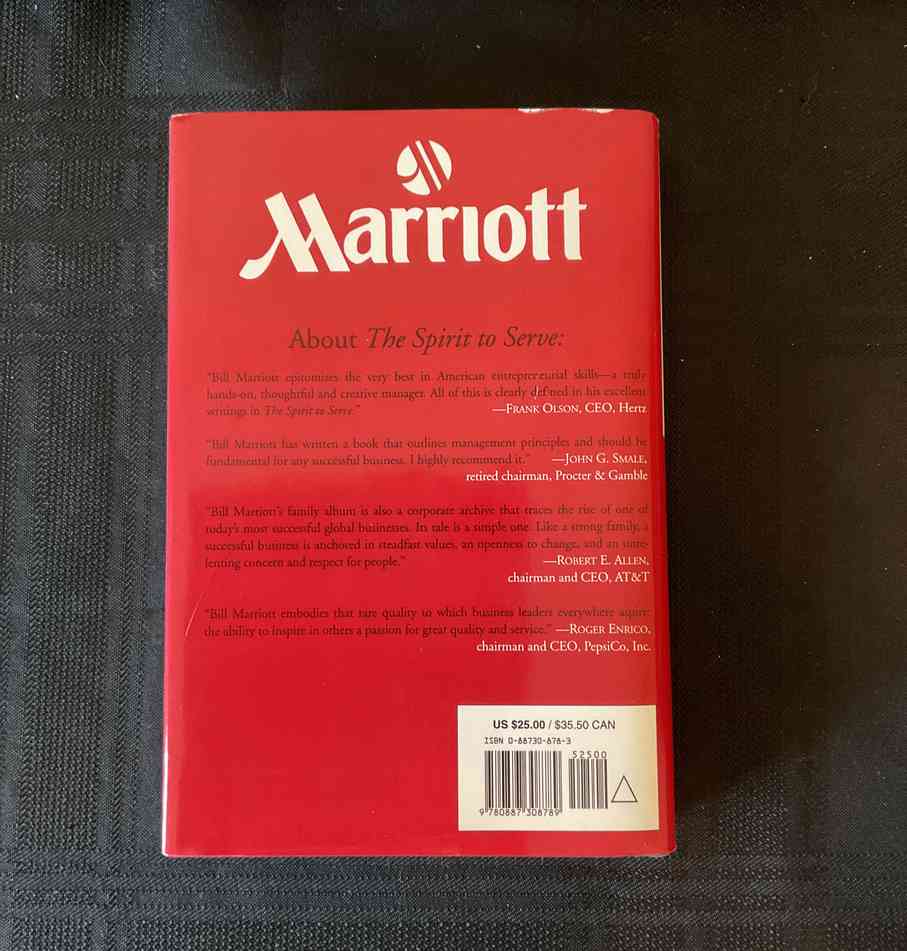 Marriott
About The Spirit to Serve:
“Bill Marriott epitomizes the very best in American entrepreneurial skills—a truly
hands-on, thoughtful and creative manager. All of this is clearly defined in his excellent
writings in The Spirit to Serve.” —FRANK OLSON, CEO, Hertz
“Bill Marriott has written a book that outlines management principles and should be
fundamental for any successful business. I highly recommend it.” —JOHN G. SMALE,
retired chairman, Procter & Gamble
“Bill Marriott’s family album is also a corporate archive that traces the rise of one of
today’s most successful global businesses. Its tale is a simple one. Like a strong family, a
successful business is anchored in steadfast values, an openness to change, and an unre-
lenting concern and respect for people.” —ROBERT E. ALLEN,
chairman and CEO, AT&T
“Bill Marriott embodies that rare quality to which business leaders everywhere aspire:
the ability to inspire in others a passion for great quality and service.” —ROGER ENRICO,
chairman and CEO, PepsiCo, Inc.
US $25.00 / $35.50 CAN
ISBN 0-88730-878-3
52500
9 780887 308789